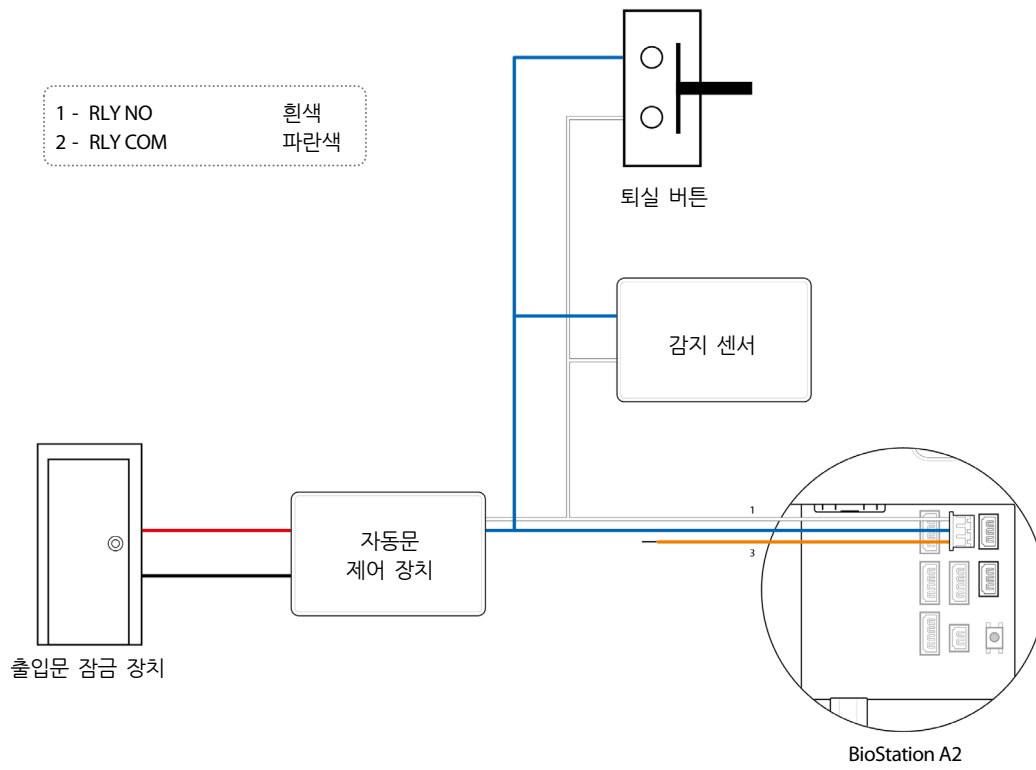 1 - RLY NO 흰색
2 - RLY COM 파란색
퇴실 버튼
감지 센서
자동문
제어 장치
1
3
출입문 잠금 장치
BioStation A2